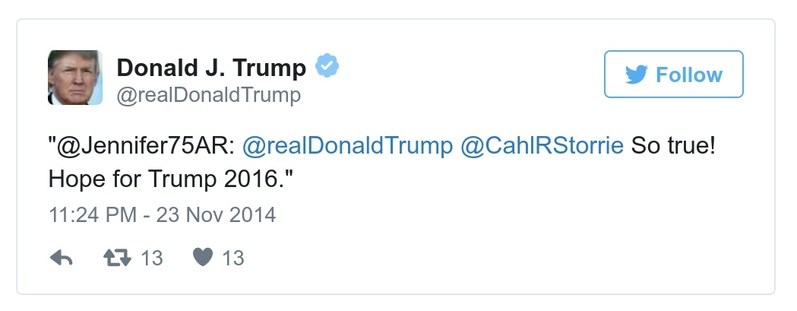 Donald J. Trump
@realDonaldTrump
Follow
"@Jennifer75AR: @realDonaldTrump @CahlRStorrie So true!
Hope for Trump 2016."
11:24 PM - 23 Nov 2014
13 13